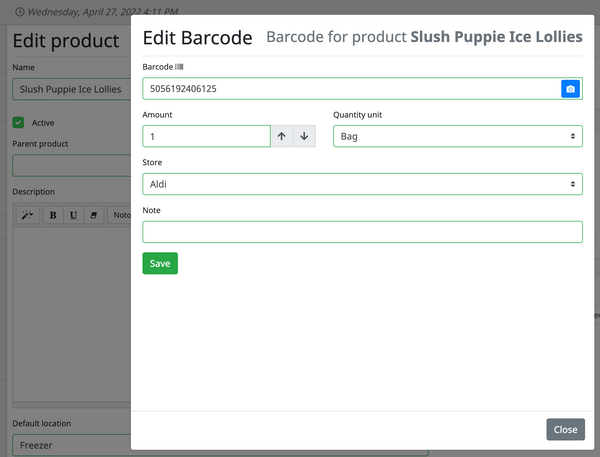 Wednesday, April 27, 2022 4:11 PM
Edit product
Name
Slush Puppie Ice Lollies
Active
Parent product
Description
B U
Default location
Freezer
Edit Barcode Barcode for product Slush Puppie Ice Lollies
Barcode
5056192406125
Amount Quantity unit
1 Bag
Store
Aldi
Note
Save
Close